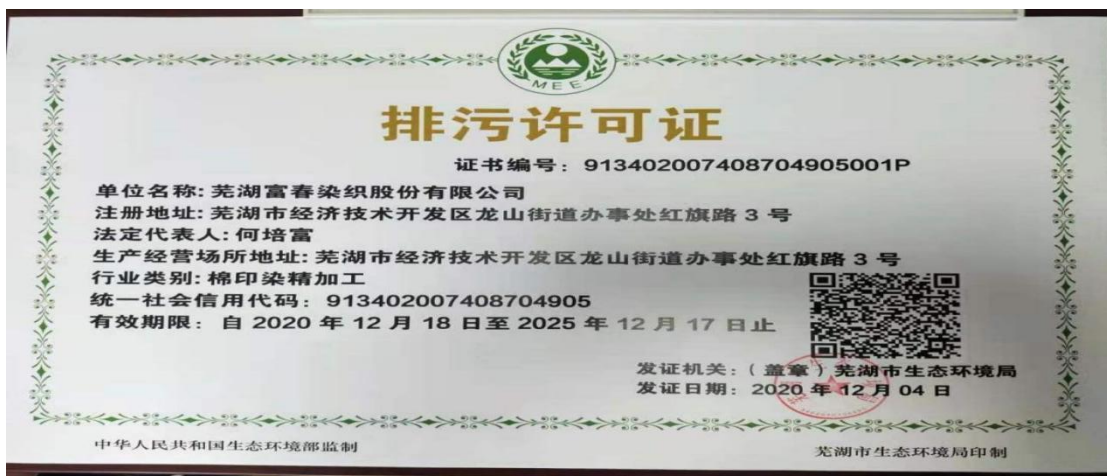 MEE
排污许可证
证书编号：913402007408704905001P
单位名称:芜湖富春染织股份有限公司
注册地址:芜湖市经济技术开发区龙山街道办事处红旗路 3 号
法定代表人:何培富
生产经营场所地址:芜湖市经济技术开发区龙山街道办事处红旗路 3 号
行业类别:棉印染精加工
统一社会信用代码：913402007408704905
有效期限：自 2020 年 12 月 18 日至 2025 年 12 月 17 日止
发证机关：（盖章）芜湖市生态环境局
发证日期：2020 年 12 月 04 日
中华人民共和国生态环境部监制
芜湖市生态环境局印制